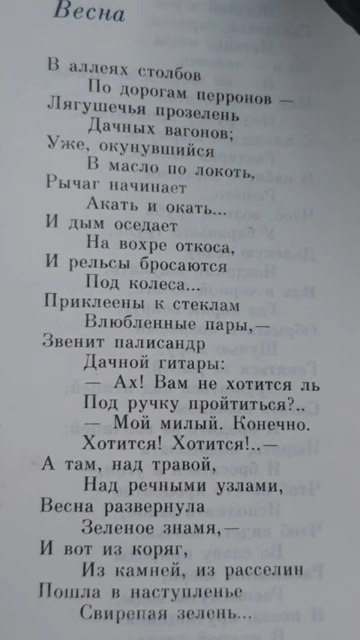 Весна
В аллеях столбов
По дорогам перронов —
Лягушечья прозелень
Дачных вагонов;
Уже, окунувшийся
В масло по локоть,
Рычаг начинает
Акать и окать...
И дым оседает
На вохре откоса,
И рельсы бросаются
Под колеса...
Приклеены к стеклам
Влюбленные пары,—
Звенит палисандр
Дачной гитары:
— Ах! Вам не хотится ль
Под ручку пройтиться?..
— Мой милый. Конечно.
Хотится! Хотится!..—
А там, над травой,
Над речными узлами,
Весна развернула
Зеленое знамя,—
И вот из коряг,
Из камней, из расселин
Пошла в наступленье
Свирепая зелень...